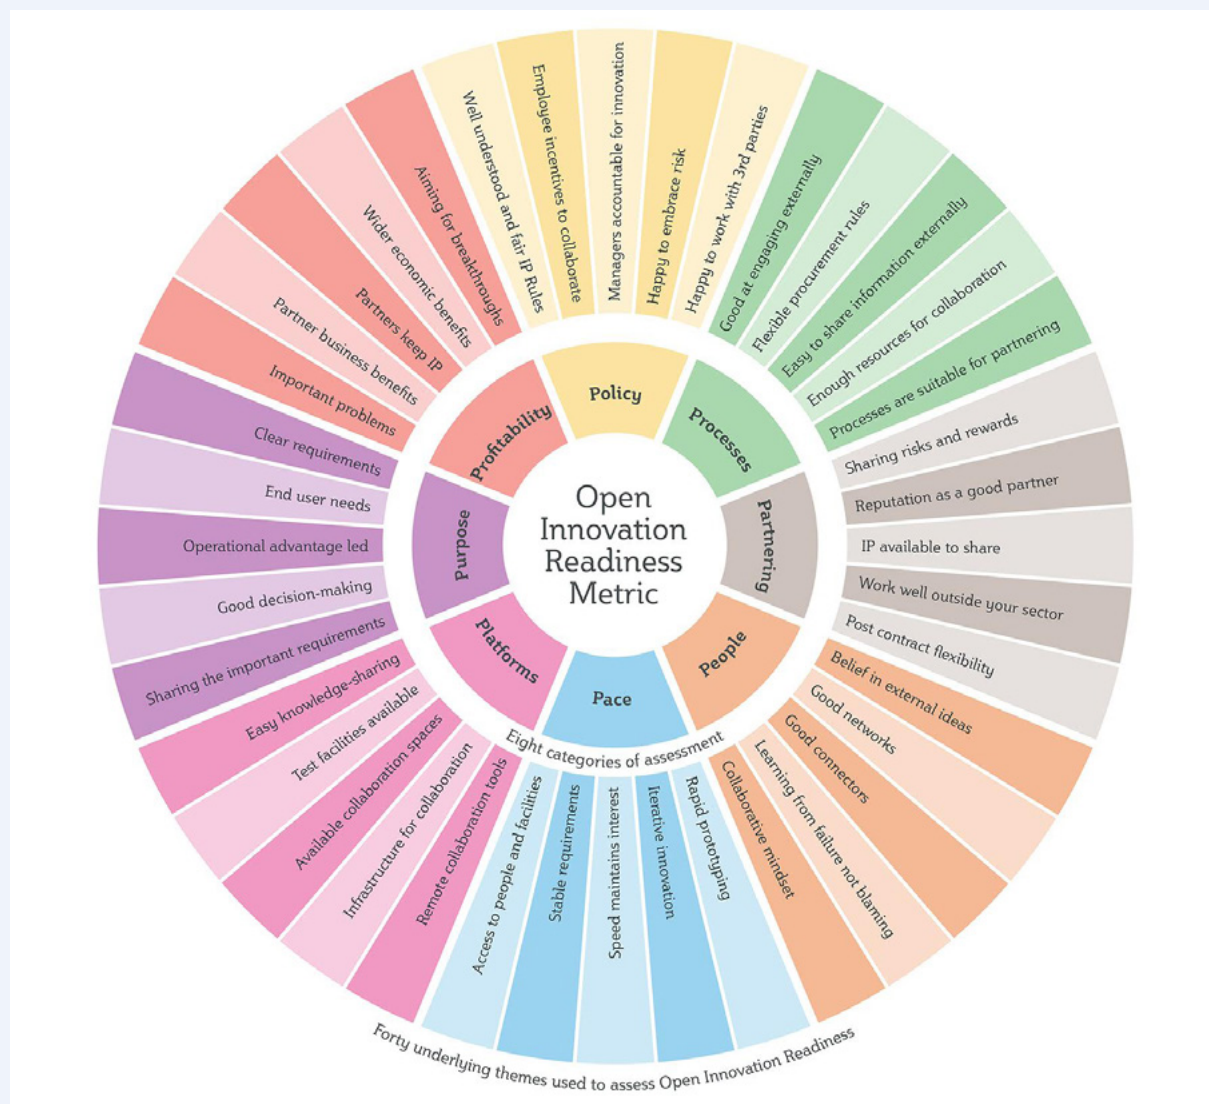 Open
Innovation
Readiness
Metric
Policy
Processes
Partnering
People
Pace
Platforms
Purpose
Profitability
Eight categories of assessment
Well understood and fair IP Rules
Employee incentives to collaborate
Managers accountable for innovation
Happy to embrace risk
Happy to work with 3rd parties
Good at engaging externally
Flexible procurement rules
Easy to share information externally
Enough resources for collaboration
Processes are suitable for partnering
Sharing risks and rewards
Reputation as a good partner
IP available to share
Work well outside your sector
Post contract flexibility
Belief in external ideas
Good networks
Good connectors
Learning from failure not blaming
Collaborative mindset
Rapid prototyping
Iterative innovation
Speed maintains interest
Stable requirements
Access to people and facilities
Remote collaboration tools
Infrastructure for collaboration
Available collaboration spaces
Test facilities available
Easy knowledge-sharing
Sharing the important requirements
Good decision-making
Operational advantage led
End user needs
Clear requirements
Important problems
Partner business benefits
Partners keep IP
Wider economic benefits
Aiming for breakthroughs
Forty underlying themes used to assess Open Innovation Readiness